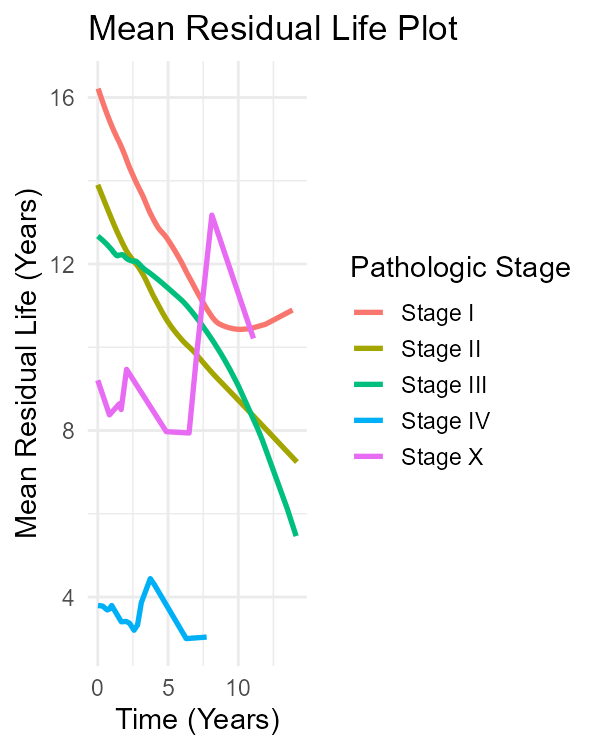 Mean Residual Life Plot
Mean Residual Life (Years)
16
12
8
4
0 5 10
Time (Years)
Pathologic Stage
Stage I
Stage II
Stage III
Stage IV
Stage X